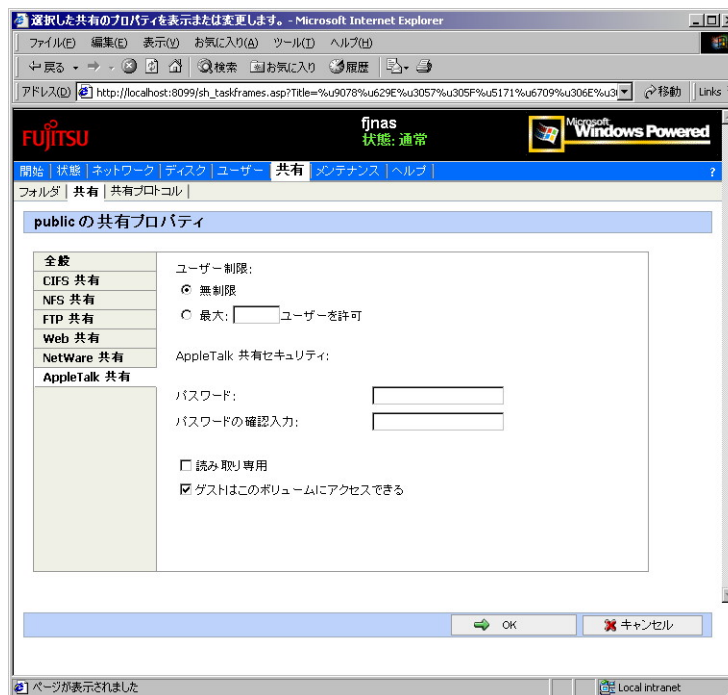 選択した共有のプロパティを表示または変更します。 - Microsoft Internet Explorer
ファイル(F) 編集(E) 表示(V) お気に入り(A) ツール(T) ヘルプ(H)
戻る 検索 お気に入り 履歴
アドレス(D) http://localhost:8099/sh_taskframes.asp?Title=%u9078%u629E%u3057%u305F%u5171%u6709%u306E%u3( 移動 Links
FUJITSU
fjnas
状態: 通常
Microsoft
Windows Powered
開始 | 状態 | ネットワーク | ディスク | ユーザー | 共有 | メンテナンス | ヘルプ | ?
フォルダ | 共有 | 共有プロトコル |
public の共有プロパティ
全般
CIFS 共有
NFS 共有
FTP 共有
Web 共有
NetWare 共有
AppleTalk 共有
ユーザー制限:
無制限
最大: ユーザーを許可
AppleTalk 共有セキュリティ:
パスワード:
パスワードの確認入力:
読み取り専用
ゲストはこのボリュームにアクセスできる
OK キャンセル
ページが表示されました Local intranet